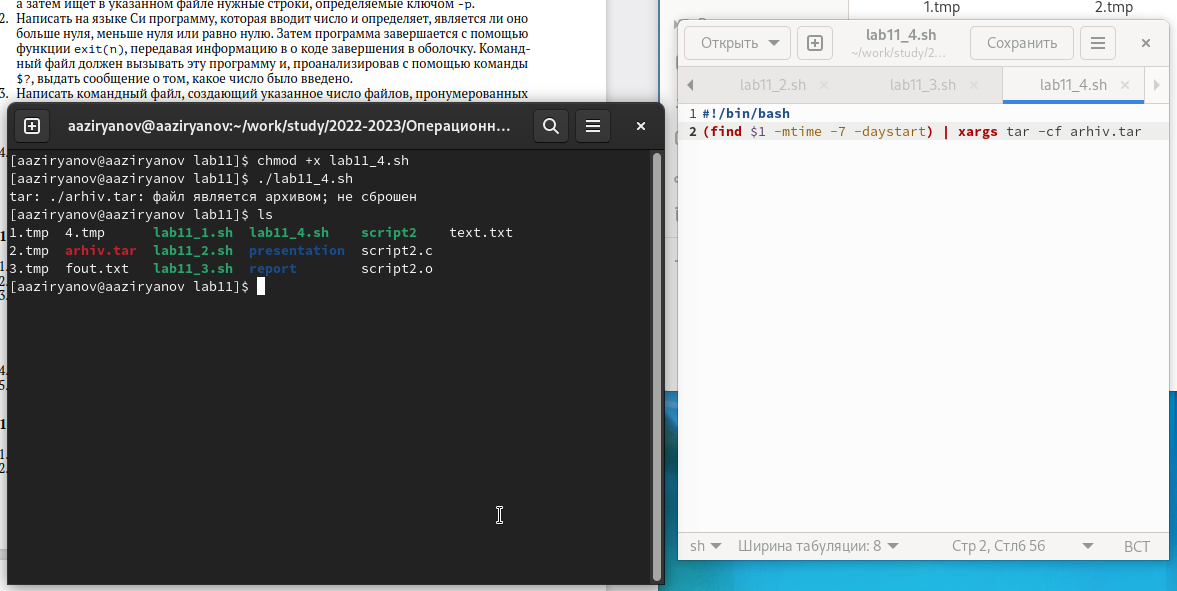 а затем ищет в указанном файле нужные строки, определяемые ключом -p.
2. Написать на языке Си программу, которая вводит число и определяет, является ли оно
больше нуля, меньше нуля или равно нулю. Затем программа завершается с помощью
функции exit(n), передавая информацию в о коде завершения в оболочку. Команд-
ный файл должен вызывать эту программу и, проанализировав с помощью команды
$?, выдать сообщение о том, какое число было введено.
3. Написать командный файл, создающий указанное число файлов, пронумерованных
aaziryanov@aaziryanov:~/work/study/2022-2023/Операционн...
[aaziryanov@aaziryanov lab11]$ chmod +x lab11_4.sh
[aaziryanov@aaziryanov lab11]$ ./lab11_4.sh
tar: ./arhiv.tar: файл является архивом; не сброшен
[aaziryanov@aaziryanov lab11]$ ls
1.tmp 4.tmp lab11_1.sh lab11_4.sh script2 text.txt
2.tmp arhiv.tar lab11_2.sh presentation script2.c
3.tmp fout.txt lab11_3.sh report script2.o
[aaziryanov@aaziryanov lab11]$
1.tmp 2.tmp
Открыть lab11_4.sh Сохранить
~/work/study/2...
lab11_2.sh lab11_3.sh lab11_4.sh
1 #!/bin/bash
2 (find $1 -mtime -7 -daystart) | xargs tar -cf arhiv.tar
sh Ширина табуляции: 8 Стр 2, Стлб 56 ВСТ